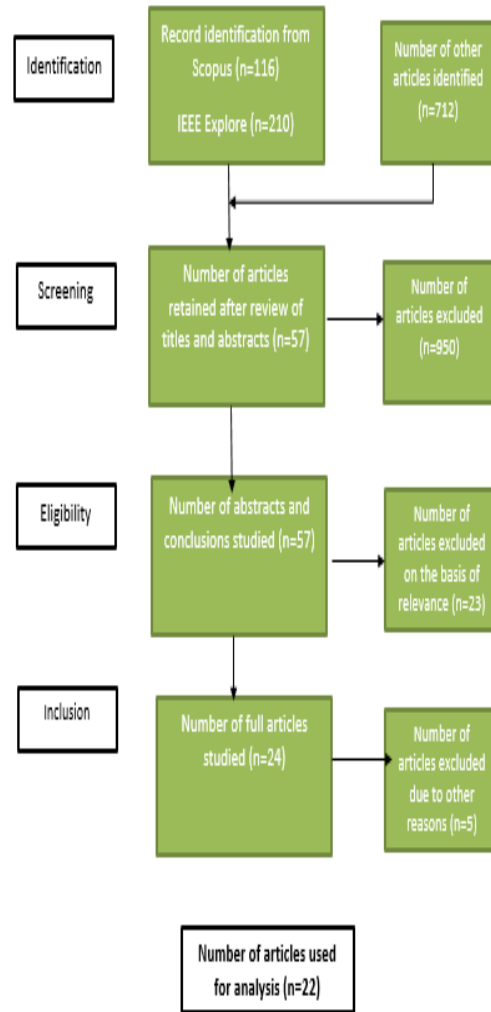 Identification
Record identification from
Scopus (n=116)
IEEE Explore (n=210)
Number of other
articles identified
(n=712)
Screening
Number of articles
retained after review of
titles and abstracts (n=57)
Number of
articles excluded
(n=950)
Eligibility
Number of abstracts and
conclusions studied (n=57)
Number of
articles excluded
on the basis of
relevance (n=23)
Inclusion
Number of full articles
studied (n=24)
Number of
articles excluded
due to other
reasons (n=5)
Number of articles used
for analysis (n=22)